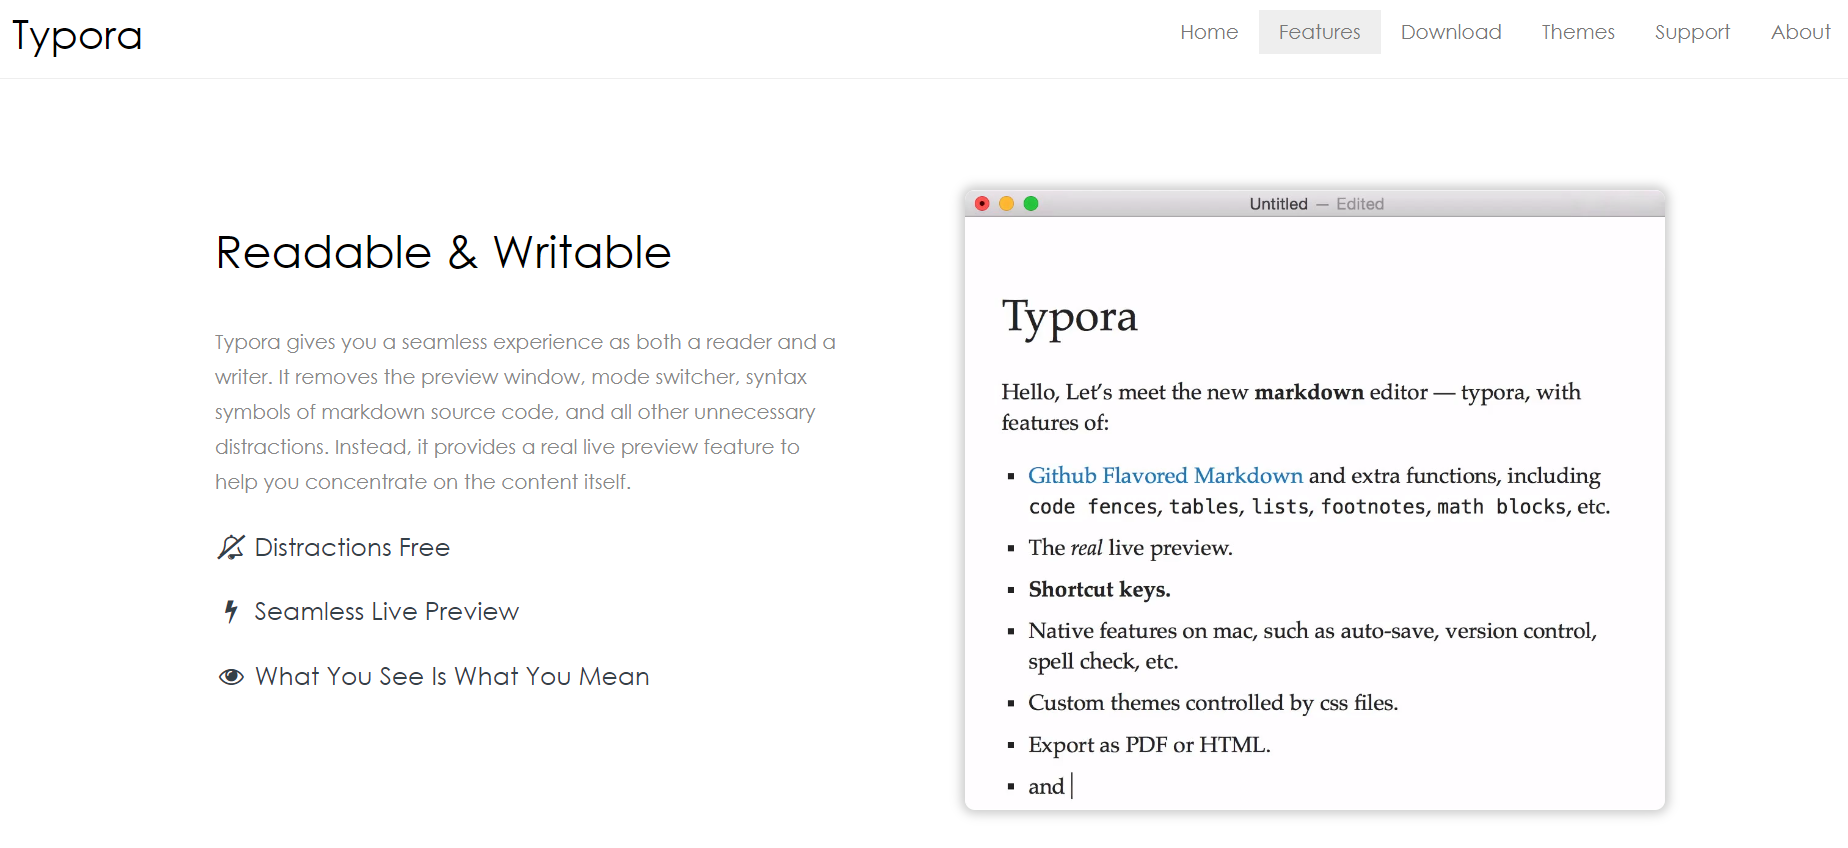 Typora
Home Features Download Themes Support About
Readable & Writable
Typora gives you a seamless experience as both a reader and a
writer. It removes the preview window, mode switcher, syntax
symbols of markdown source code, and all other unnecessary
distractions. Instead, it provides a real live preview feature to
help you concentrate on the content itself.
Distractions Free
Seamless Live Preview
What You See Is What You Mean
Untitled — Edited
Typora
Hello, Let’s meet the new markdown editor — typora, with
features of:
▪ Github Flavored Markdown and extra functions, including
code fences, tables, lists, footnotes, math blocks, etc.
▪ The real live preview.
▪ Shortcut keys.
▪ Native features on mac, such as auto-save, version control,
spell check, etc.
▪ Custom themes controlled by css files.
▪ Export as PDF or HTML.
▪ and